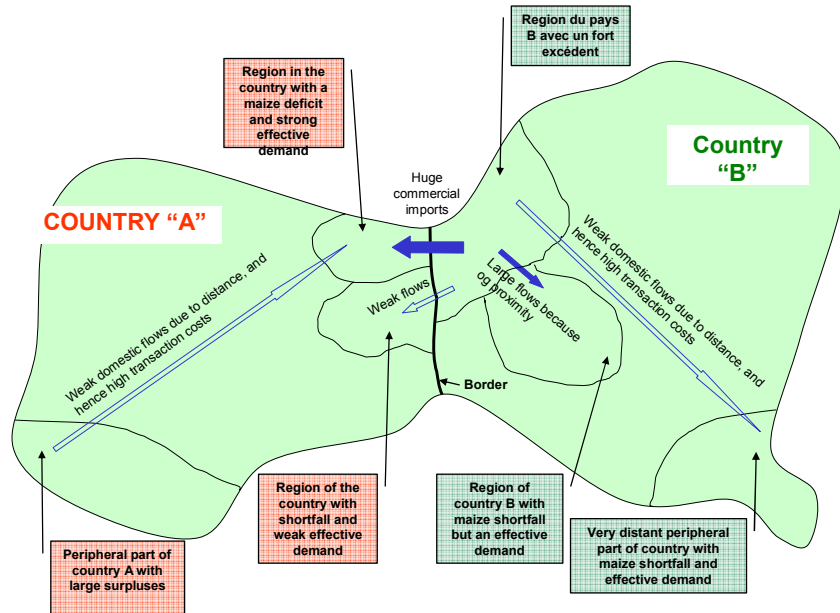 Region du pays
B avec un fort
excédent
Region in the
country with a
maize deficit
and strong
effective
demand
Country
“B”
Huge
commercial
imports
COUNTRY “A”
Weak domestic flows due to distance, and
hence high transaction costs
Weak flows
Large flows because
og proximity
Weak domestic flows due to distance, and
hence high transaction costs
Border
Region of the
country with
shortfall and
weak effective
demand
Region of
country B with
maize shortfall
but an effective
demand
Very distant peripheral
part of country with
maize shortfall and
effective demand
Peripheral part of
country A with
large surpluses